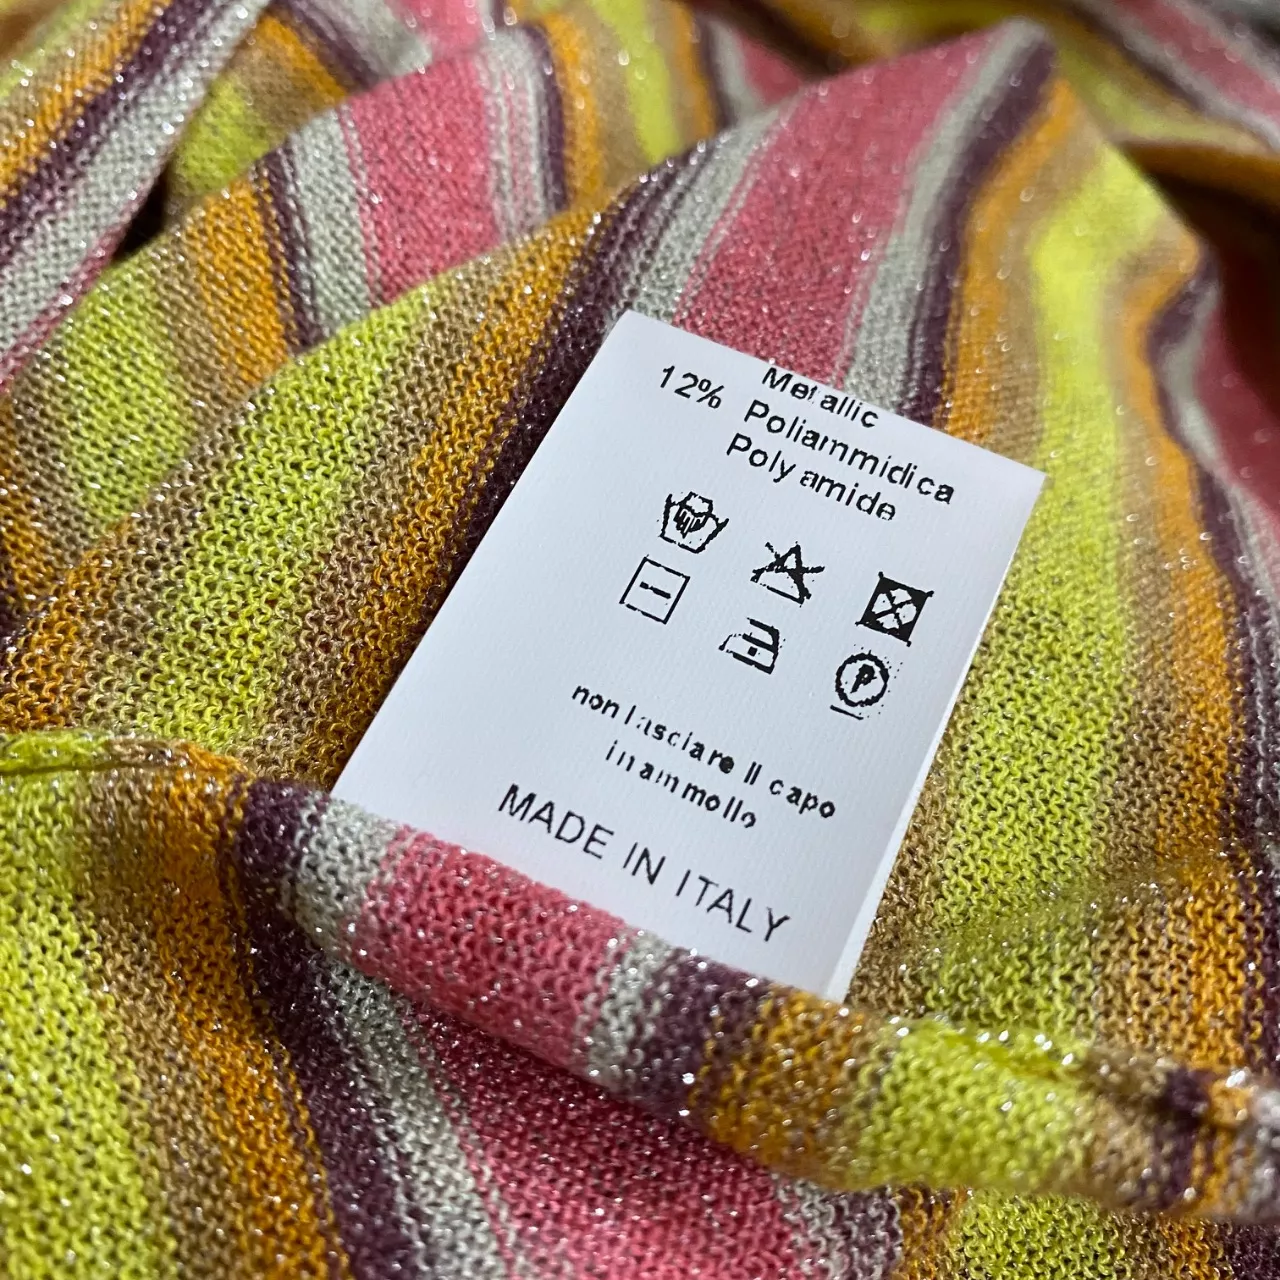 Metallic
12% Poliammidica
Polyamide
P
non lasciare il capo
in ammollo
MADE IN ITALY